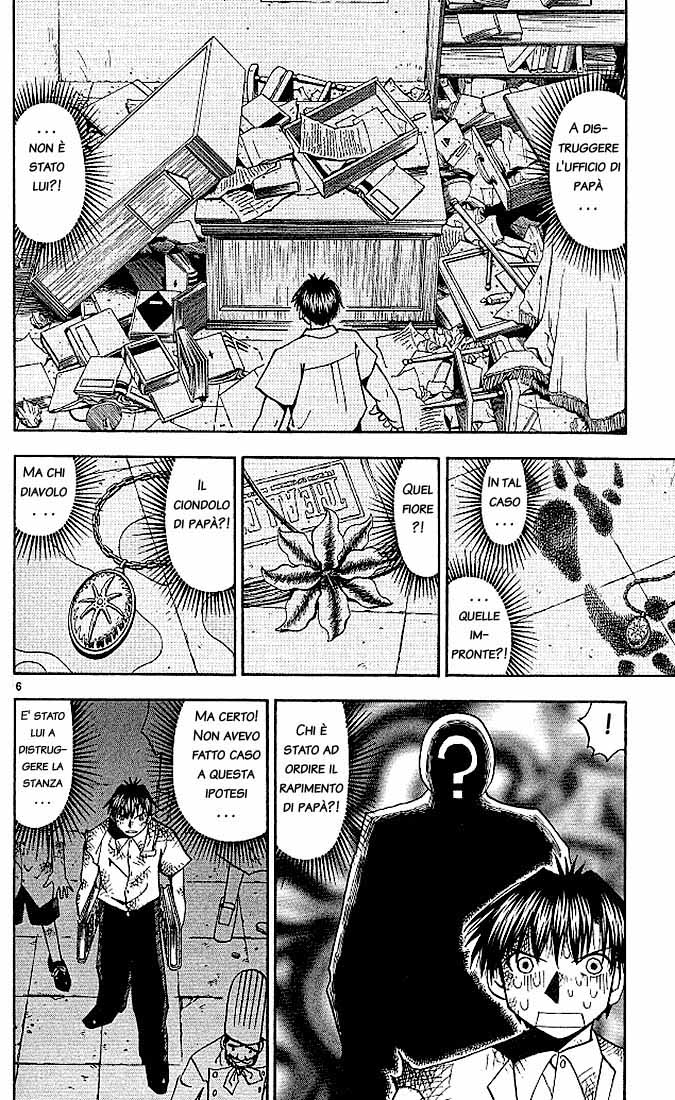 A DIS-
TRUGGERE
L'UFFICIO DI
PAPÀ
...
...
NON È
STATO
LUI?!
IN TAL
CASO
...
...
QUELLE
IM-
PRONTE?!
QUEL
FIORE
?!
IL
CIONDOLO
DI PAPÀ?!
MA CHI
DIAVOLO
...
6
!
CHI È
STATO AD
ORDIRE IL
RAPIMENTO
DI PAPÀ?!
?
MA CERTO!
NON AVEVO
FATTO CASO
A QUESTA
IPOTESI
...
E' STATO
LUI A
DISTRUG-
GERE LA
STANZA
...